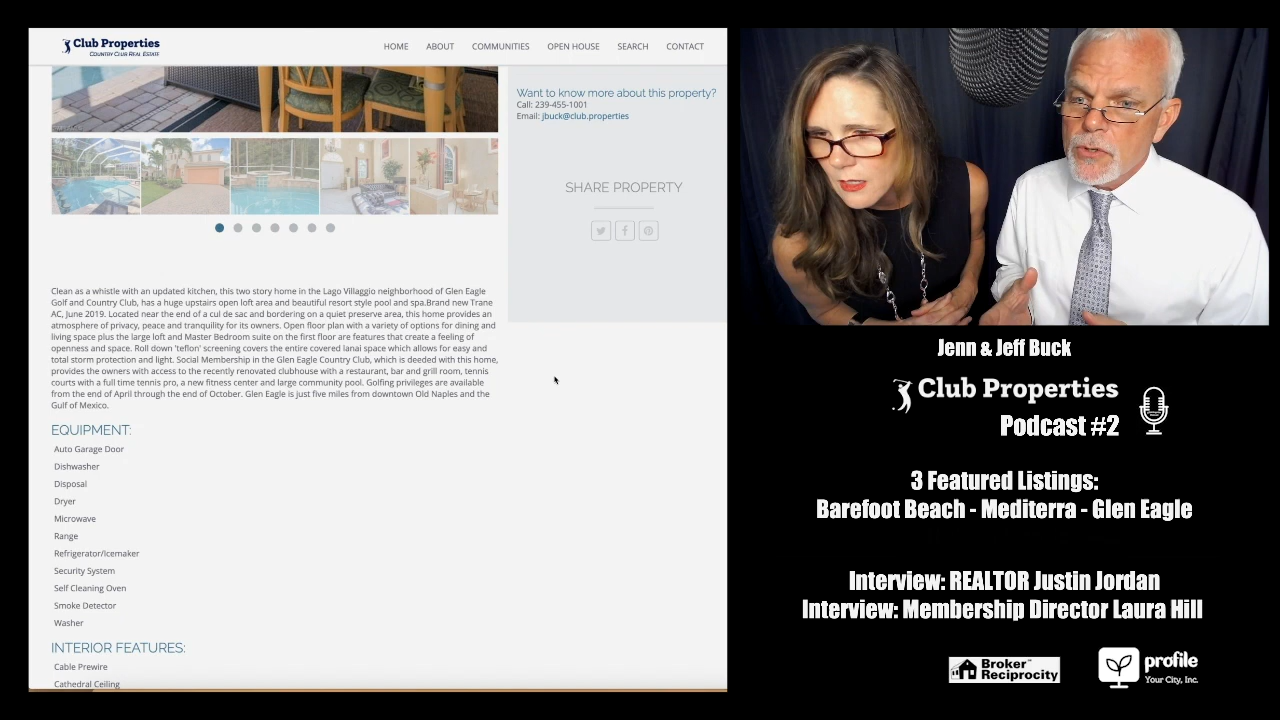 Club Properties
COUNTRY CLUB REAL ESTATE
HOME ABOUT COMMUNITIES OPEN HOUSE SEARCH CONTACT
Want to know more about this property?
Call: 239-455-1001
Email: jbuck@club.properties
SHARE PROPERTY
Clean as a whistle with an updated kitchen, this two story home in the Lago Villaggio neighborhood of Glen Eagle
Golf and Country Club, has a huge upstairs open loft area and beautiful resort style pool and spa.Brand new Trane
AC, June 2019. Located near the end of a cul de sac and bordering on a quiet preserve area, this home provides an
atmosphere of privacy, peace and tranquility for its owners. Open floor plan with a variety of options for dining and
living space plus the large loft and Master Bedroom suite on the first floor are features that create a feeling of
openness and space. Roll down 'teflon' screening covers the entire covered lanai space which allows for easy and
total storm protection and light. Social Membership in the Glen Eagle Country Club, which is deeded with this home,
provides the owners with access to the recently renovated clubhouse with a restaurant, bar and grill room, tennis
courts with a full time tennis pro, a new fitness center and large community pool. Golfing privileges are available
from the end of April through the end of October. Glen Eagle is just five miles from downtown Old Naples and the
Gulf of Mexico.
EQUIPMENT:
Auto Garage Door
Dishwasher
Disposal
Dryer
Microwave
Range
Refrigerator/Icemaker
Security System
Self Cleaning Oven
Smoke Detector
Washer
INTERIOR FEATURES:
Cable Prewire
Cathedral Ceiling
Jenn & Jeff Buck
Club Properties
Podcast #2
3 Featured Listings:
Barefoot Beach - Mediterra - Glen Eagle
Interview: REALTOR Justin Jordan
Interview: Membership Director Laura Hill
Broker™
Reciprocity
profile
Your City, Inc.